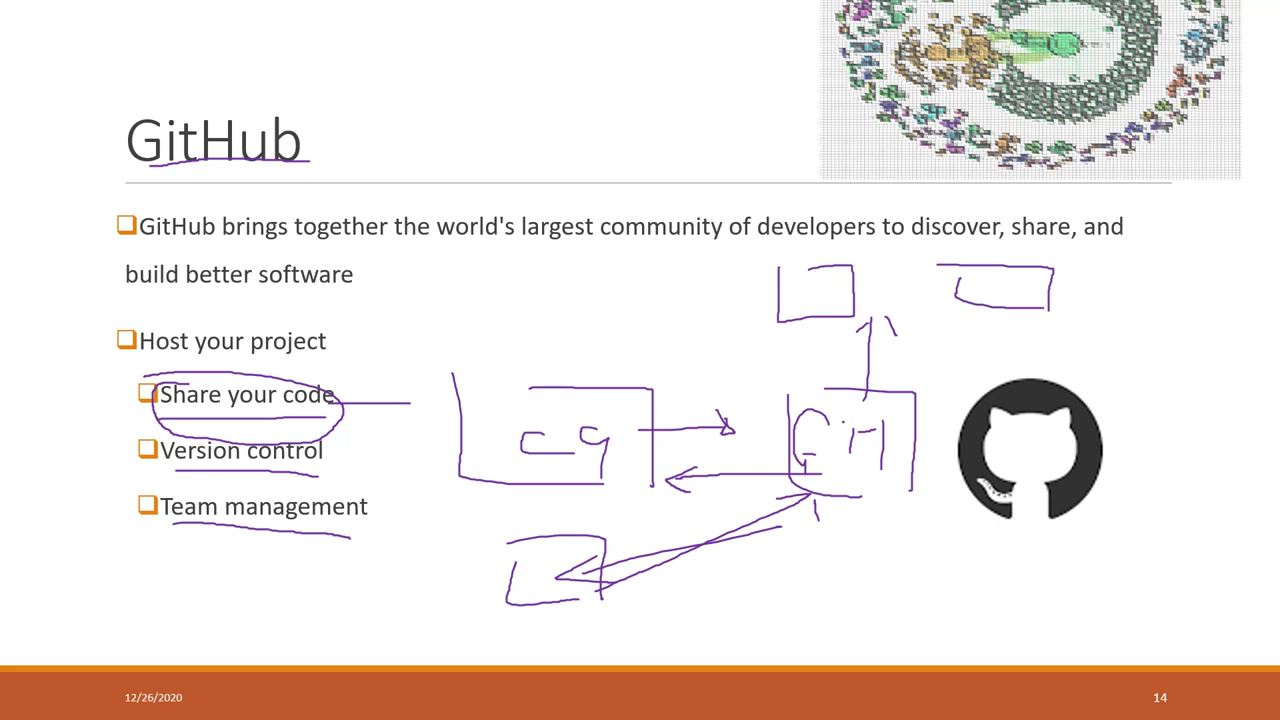 GitHub
GitHub brings together the world's largest community of developers to discover, share, and
build better software
Host your project
Share your code
Version control
Team management
GH
12/26/2020
14